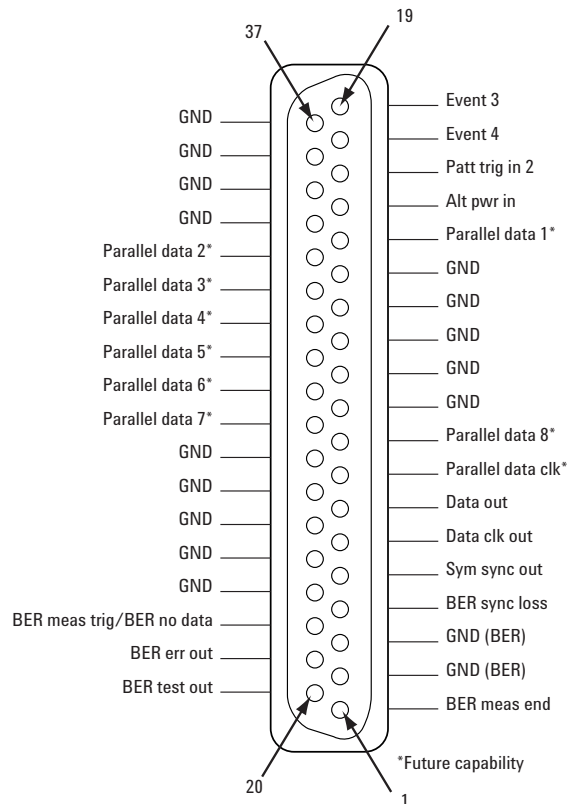 37
19
GND
GND
GND
GND
Parallel data 2*
Parallel data 3*
Parallel data 4*
Parallel data 5*
Parallel data 6*
Parallel data 7*
GND
GND
GND
GND
GND
BER meas trig/BER no data
BER err out
BER test out
Event 3
Event 4
Patt trig in 2
Alt pwr in
Parallel data 1*
GND
GND
GND
GND
GND
Parallel data 8*
Parallel data clk*
Data out
Data clk out
Sym sync out
BER sync loss
GND (BER)
GND (BER)
BER meas end
*Future capability
20
1